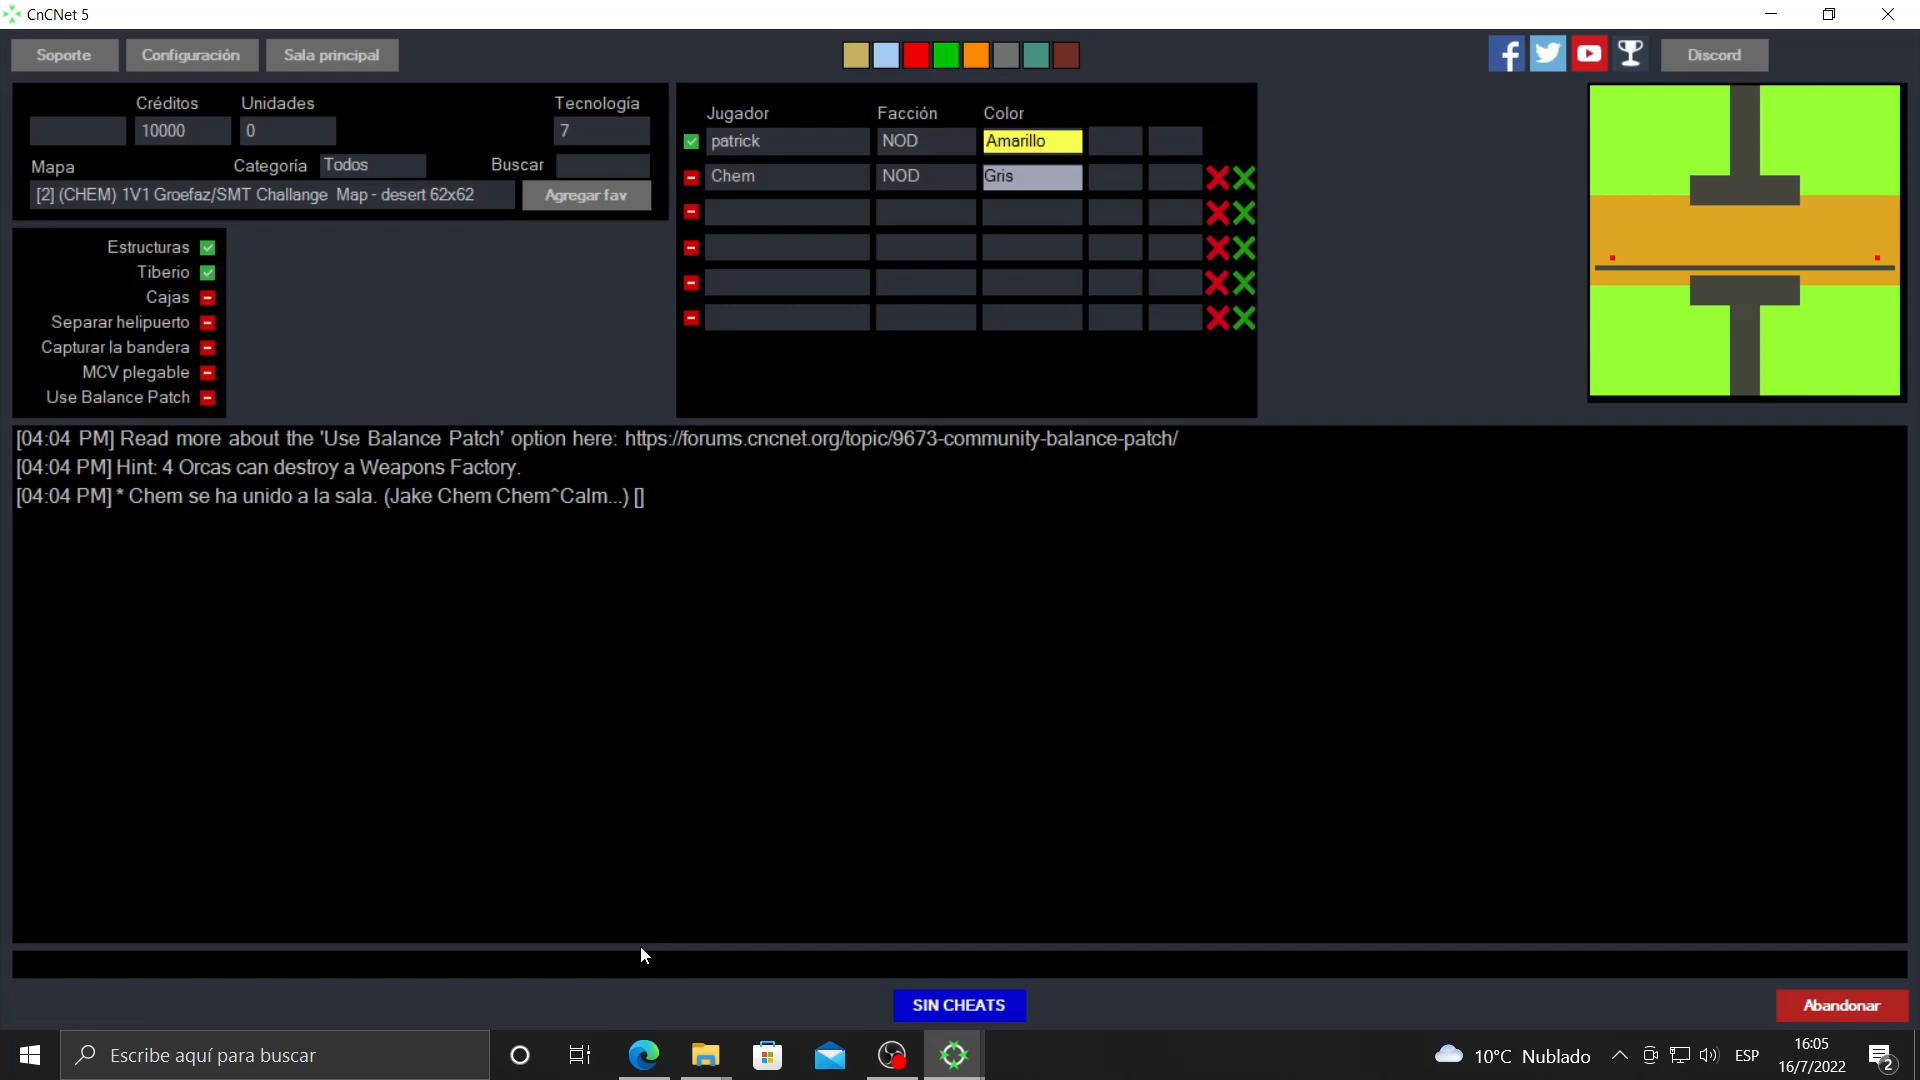 CnCNet 5
Soporte
Configuración
Sala principal
Discord
Créditos
Unidades
Tecnología
10000
0
7
Mapa
Categoría
Todos
Buscar
[2] (CHEM) 1V1 Groefaz/SMT Challange Map - desert 62x62
Agregar fav
Jugador
Facción
Color
patrick
NOD
Amarillo
Chem
NOD
Gris
Estructuras
Tiberio
Cajas
Separar helipuerto
Capturar la bandera
MCV plegable
Use Balance Patch
[04:04 PM] Read more about the 'Use Balance Patch' option here: https://forums.cncnet.org/topic/9673-community-balance-patch/
[04:04 PM] Hint: 4 Orcas can destroy a Weapons Factory.
[04:04 PM] * Chem se ha unido a la sala. (Jake Chem Chem^Calm...) []
SIN CHEATS
Abandonar
Escribe aquí para buscar
10°C Nublado
ESP
16:05
16/7/2022
2